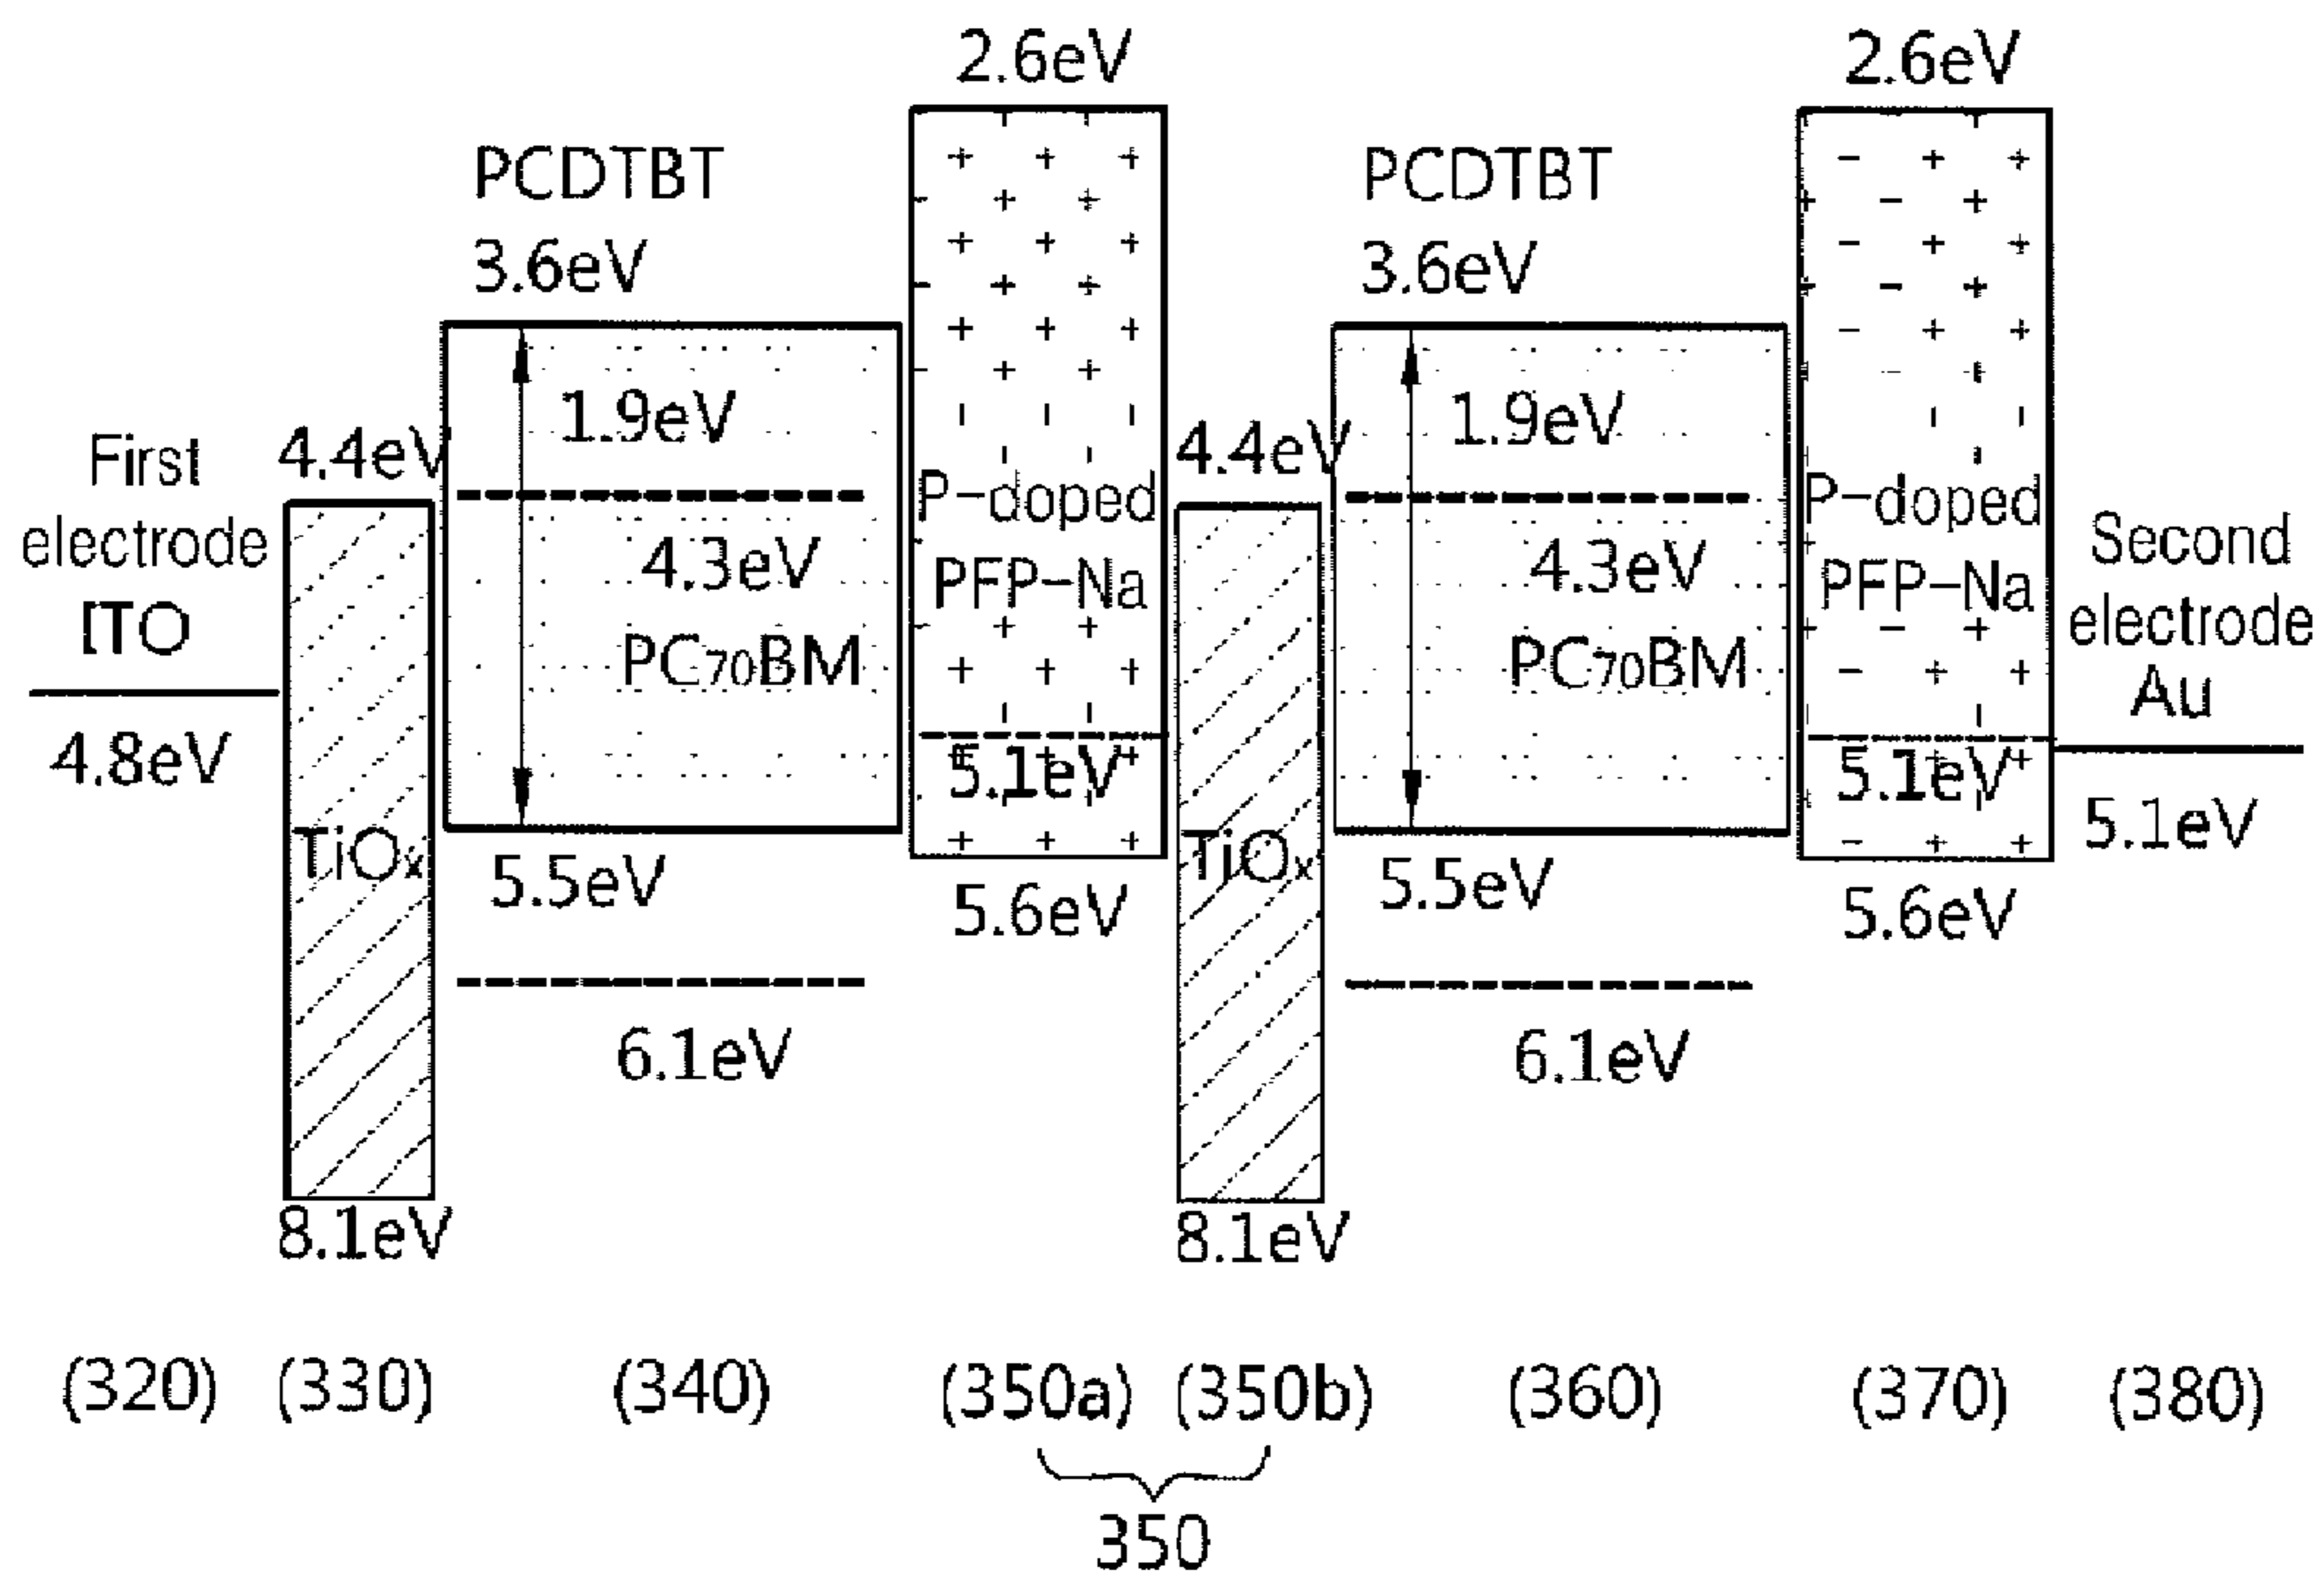 2.6eV
2.6eV
PCDTBT
3.6eV
PCDTBT
3.6eV
1.9eV
1.9eV
First
electrode
ITO
4.8eV
4.4eV
4.4eV
P-doped
PFP-Na
P-doped
PFP-Na
4.3eV
PC₇₀BM
4.3eV
PC₇₀BM
Second
electrode
Au
5.1eV
5.1eV
5.1eV
TiOₓ
TiOₓ
5.5eV
5.6eV
5.5eV
5.6eV
6.1eV
6.1eV
8.1eV
8.1eV
(320) (330) (340) (350a) (350b) (360) (370) (380)
350